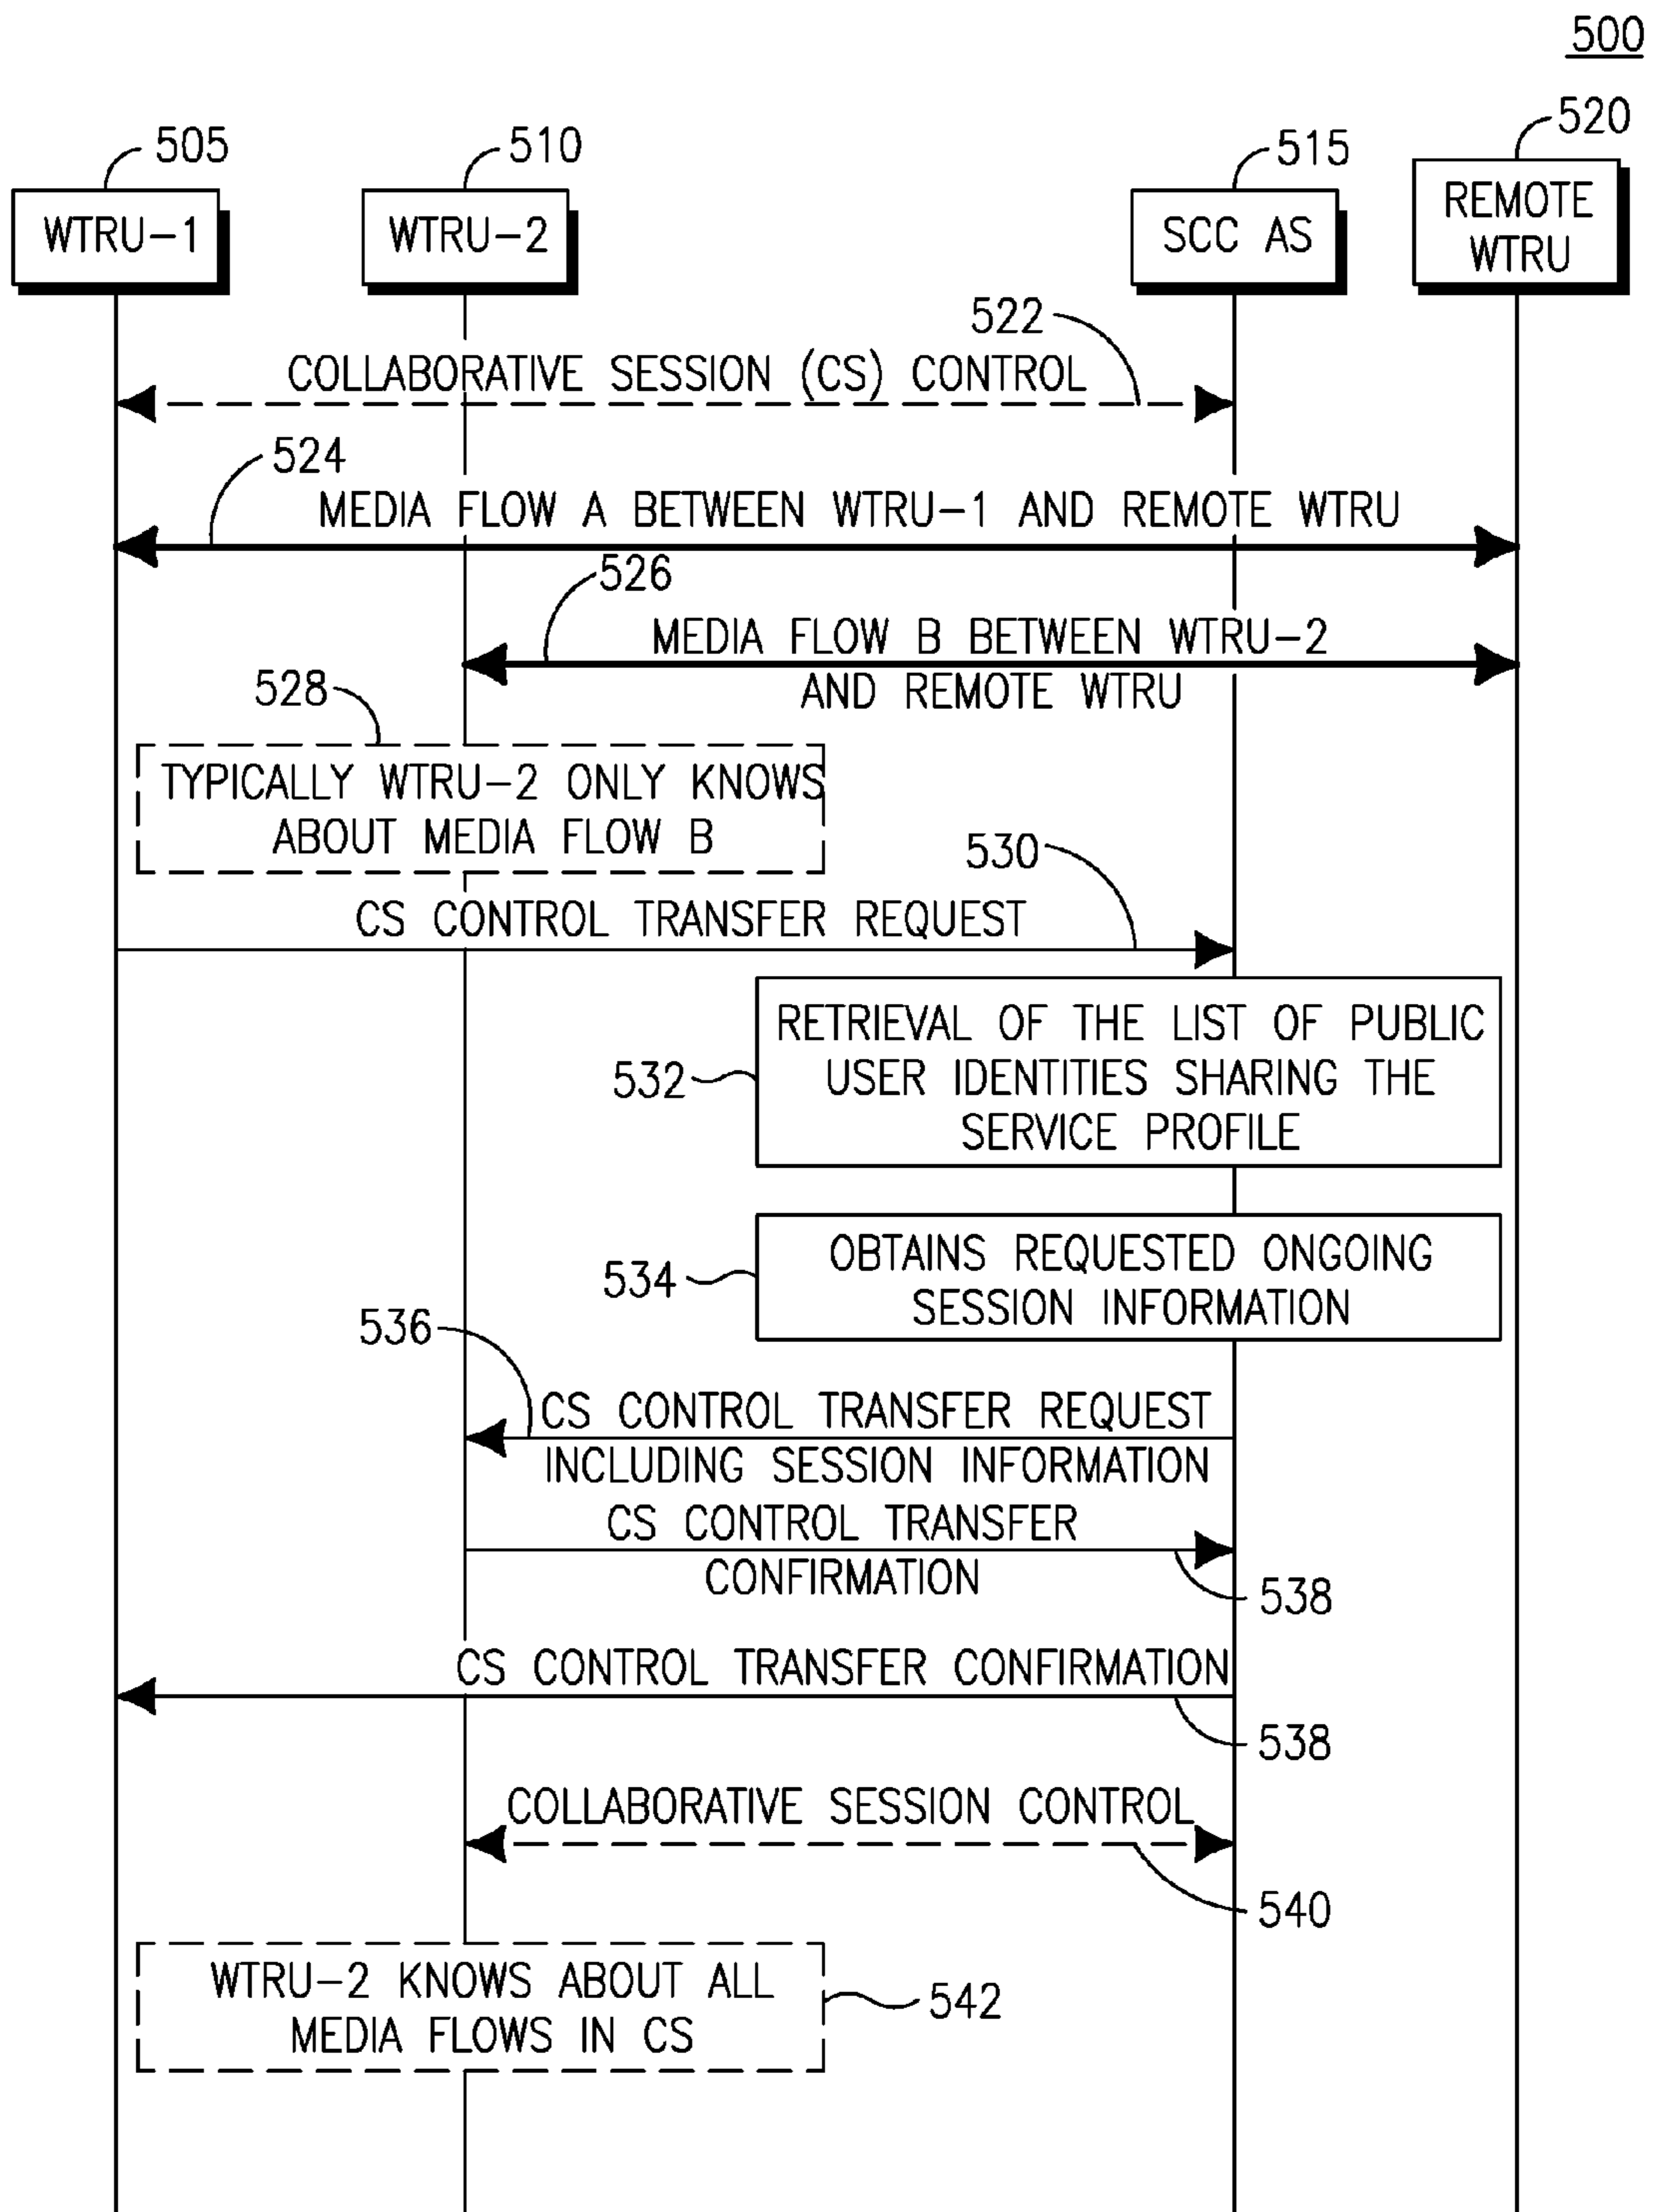 500
505
510
515
520
WTRU-1
WTRU-2
SCC AS
REMOTE
WTRU
522
COLLABORATIVE SESSION (CS) CONTROL
524
MEDIA FLOW A BETWEEN WTRU-1 AND REMOTE WTRU
526
MEDIA FLOW B BETWEEN WTRU-2
AND REMOTE WTRU
528
TYPICALLY WTRU-2 ONLY KNOWS
ABOUT MEDIA FLOW B
530
CS CONTROL TRANSFER REQUEST
532
RETRIEVAL OF THE LIST OF PUBLIC
USER IDENTITIES SHARING THE
SERVICE PROFILE
534
OBTAINS REQUESTED ONGOING
SESSION INFORMATION
536
CS CONTROL TRANSFER REQUEST
INCLUDING SESSION INFORMATION
CS CONTROL TRANSFER
CONFIRMATION
538
CS CONTROL TRANSFER CONFIRMATION
538
COLLABORATIVE SESSION CONTROL
540
WTRU-2 KNOWS ABOUT ALL
MEDIA FLOWS IN CS
542